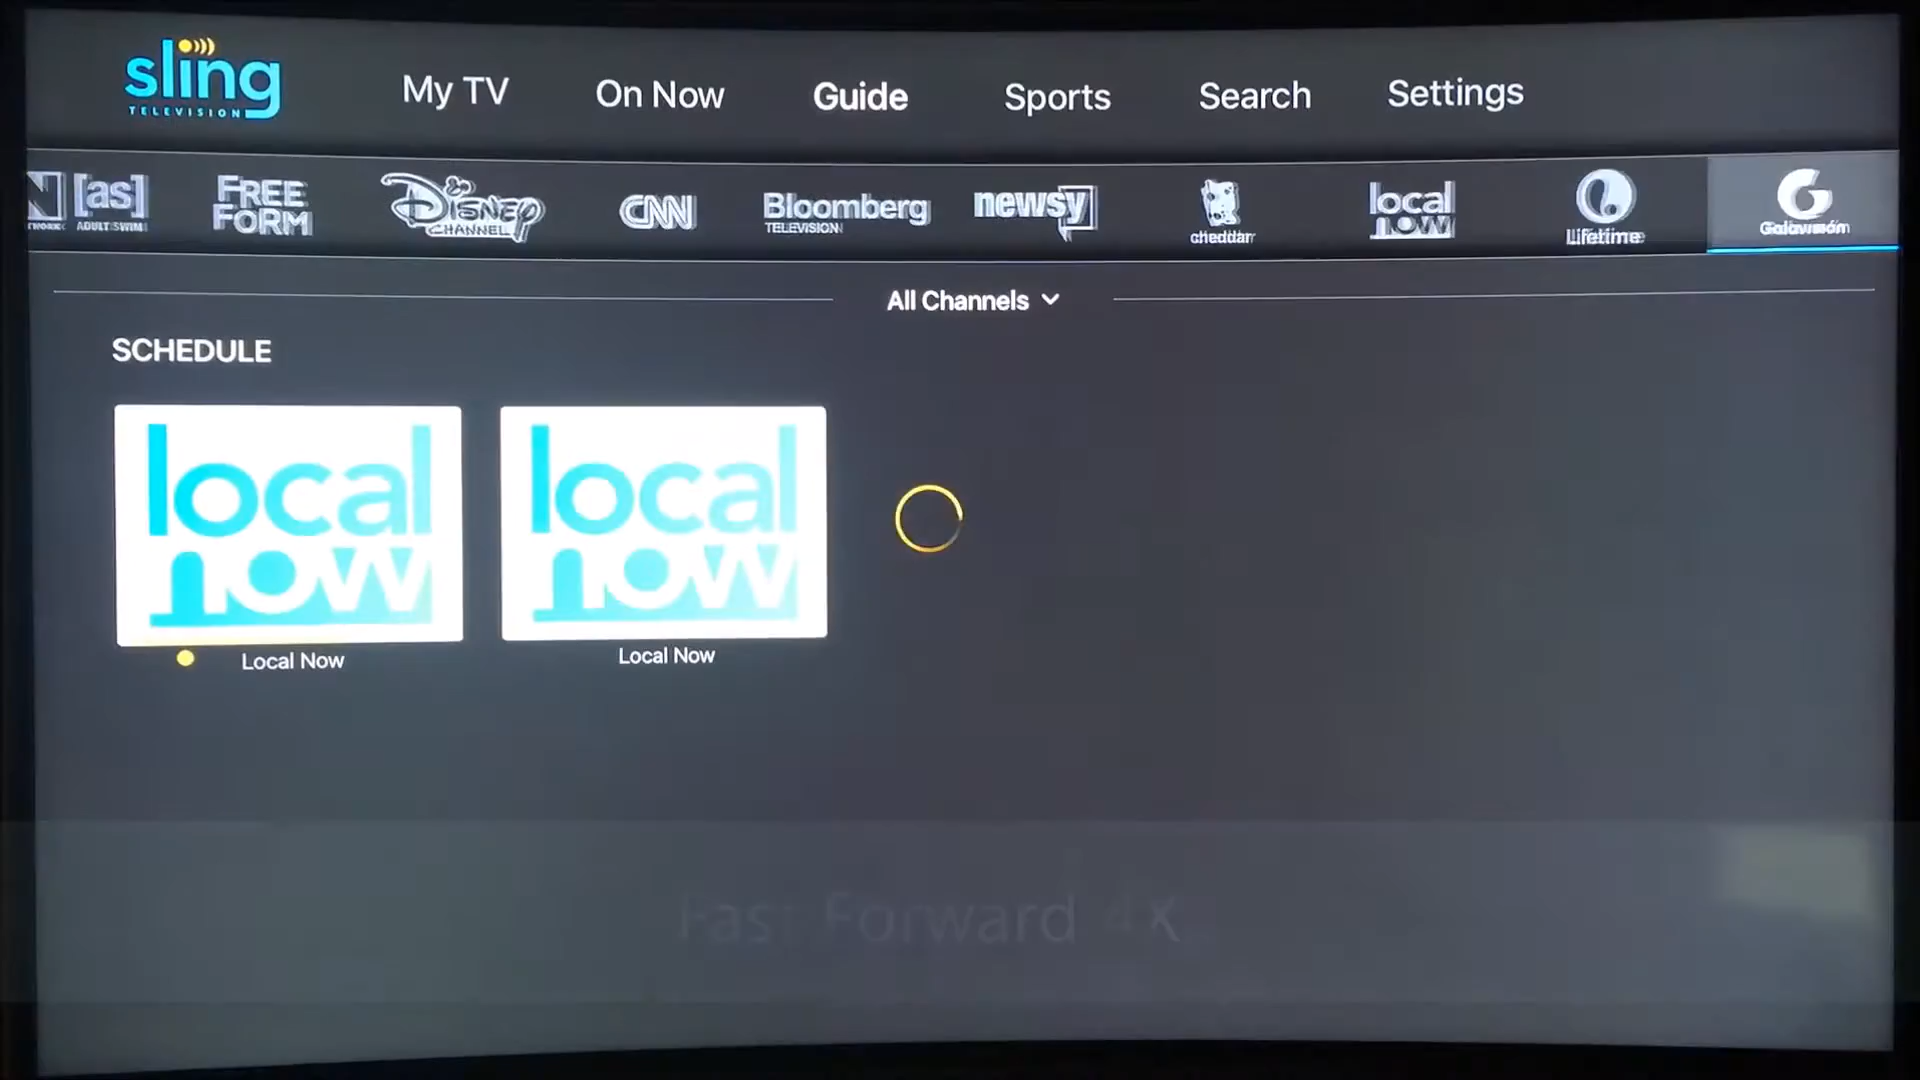 sling
TELEVISION
My TV
On Now
Guide
Sports
Search
Settings
N [as]
ADULT SWIM
FREE
FORM
DISNEY
CHANNEL
CNN
Bloomberg
TELEVISION
newsy
cheddar
local
now
Lifetime
Galavisión
All Channels
SCHEDULE
local
now
local
now
Local Now
Local Now
Fast Forward 4X